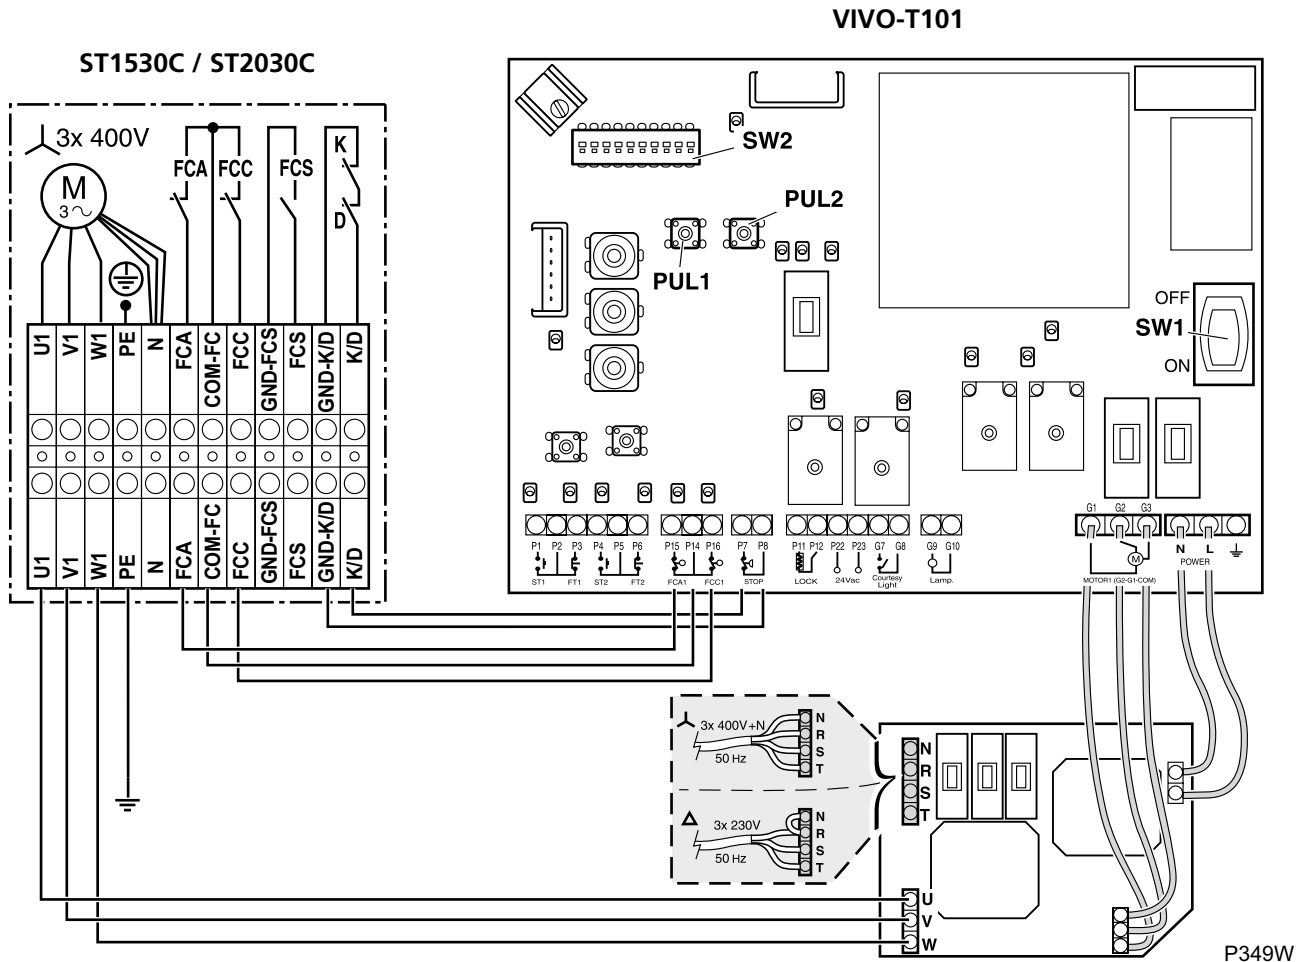 VIVO-T101
ST1530C / ST2030C
3x 400V
M
3
FCA
FCC
FCS
K
D
U1
V1
W1
PE
N
FCA
COM-FC
FCC
GND-FCS
FCS
GND-K/D
K/D
U1
V1
W1
PE
N
FCA
COM-FC
FCC
GND-FCS
FCS
GND-K/D
K/D
SW2
PUL2
PUL1
OFF
SW1
ON
G1 G2 G3
M
N L
POWER
MOTOR1 (G2-G1-COM)
P1 P2 P3 P4 P5 P6 P15 P14 P16 P7 P8 P11 P12 P22 P23 G7 G8 G9 G10
ST1 FT1 ST2 FT2 FCA1 FCC1 STOP LOCK 24Vac Courtesy Light Lamp.
3x 400V+N
50 Hz
N
R
S
T
3x 230V
50 Hz
N
R
S
T
N
R
S
T
U
V
W
P349W